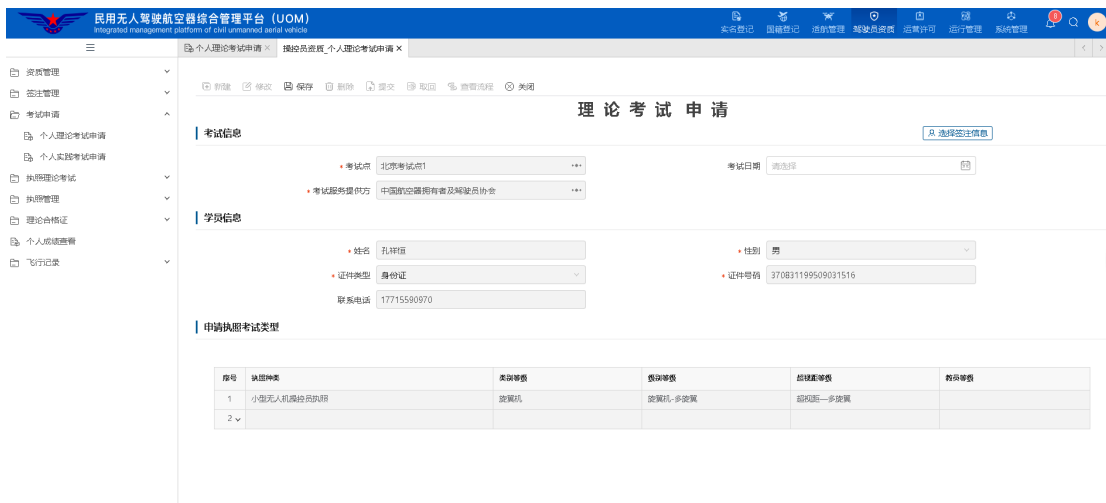 民用无人驾驶航空器综合管理平台（UOM）
Integrated management platform of civil unmanned aerial vehicle
实名登记 国籍登记 适航管理 驾驶员资质 运营许可 运行管理 系统管理 0 k
个人理论考试申请 × 操控员资质_个人理论考试申请 ×
资质管理
签注管理
考试申请
个人理论考试申请
个人实践考试申请
执照理论考试
执照管理
理论合格证
个人成绩查看
飞行记录
新建 修改 保存 删除 提交 取回 查看流程 关闭
理论考试申请
考试信息 选择签注信息
* 考试点 北京考试点1 考试日期 请选择
* 考试服务提供方 中国航空器拥有者及驾驶员协会
学员信息
* 姓名 孔祥恒 * 性别 男
* 证件类型 身份证 * 证件号码 370831199509031516
联系电话 17715590970
申请执照考试类型
序号 执照种类 类别等级 级别等级 超视距等级 教员等级
1 小型无人机操控员执照 旋翼机 旋翼机-多旋翼 超视距—多旋翼
2